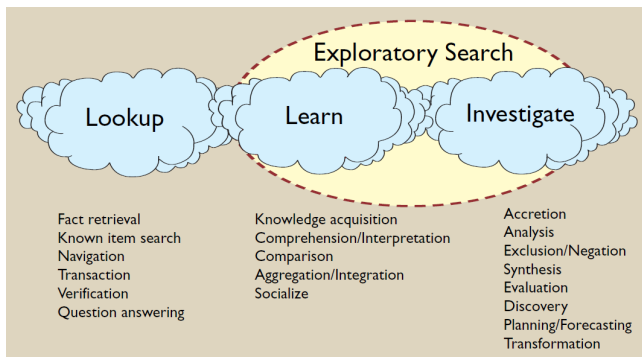 Exploratory Search
Lookup
Learn
Investigate
Fact retrieval
Known item search
Navigation
Transaction
Verification
Question answering
Knowledge acquisition
Comprehension/Interpretation
Comparison
Aggregation/Integration
Socialize
Accretion
Analysis
Exclusion/Negation
Synthesis
Evaluation
Discovery
Planning/Forecasting
Transformation